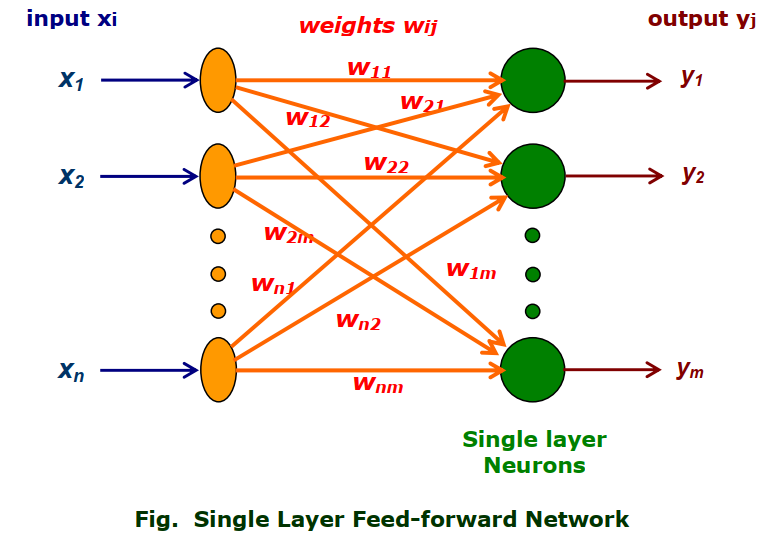 input xi
weights wij
output yj
x1
w11
y1
w21
w12
x2
w22
y2
w2m
wn1
w1m
wn2
xn
wnm
ym
Single layer
Neurons
Fig. Single Layer Feed-forward Network